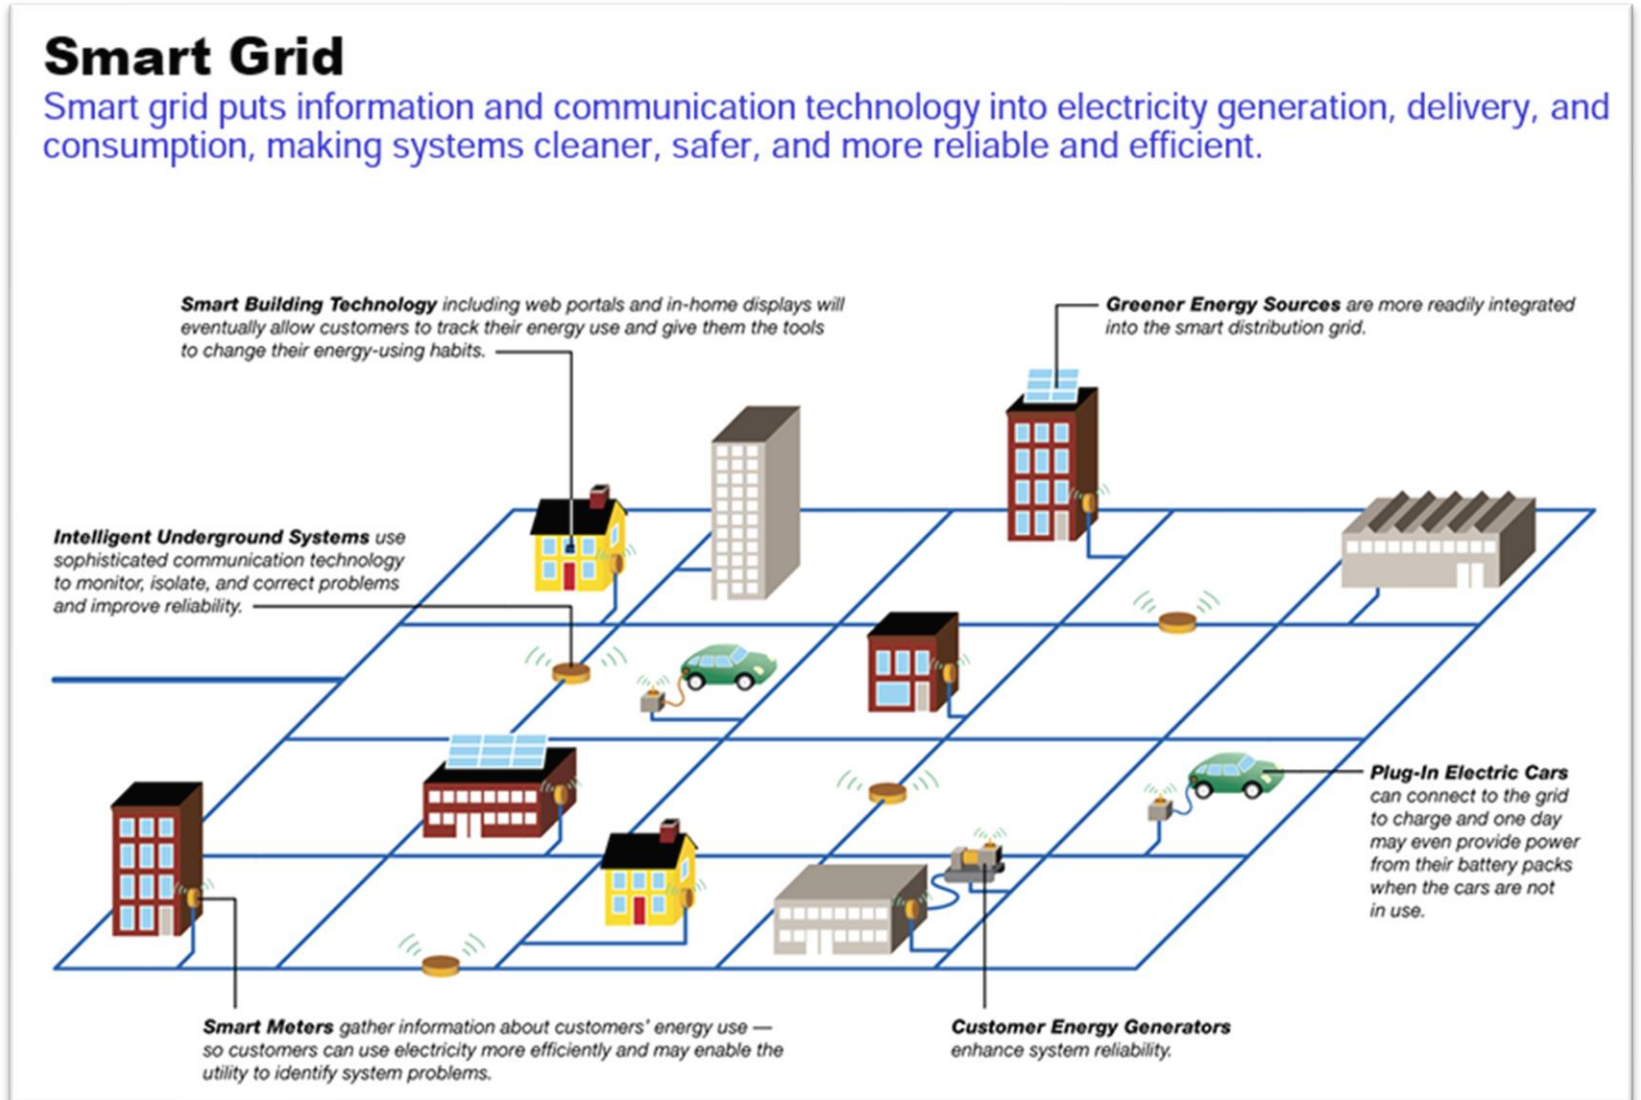 Smart Grid
Smart grid puts information and communication technology into electricity generation, delivery, and
consumption, making systems cleaner, safer, and more reliable and efficient.
Smart Building Technology including web portals and in-home displays will
eventually allow customers to track their energy use and give them the tools
to change their energy-using habits.
Greener Energy Sources are more readily integrated
into the smart distribution grid.
Intelligent Underground Systems use
sophisticated communication technology
to monitor, isolate, and correct problems
and improve reliability.
Plug-In Electric Cars
can connect to the grid
to charge and one day
may even provide power
from their battery packs
when the cars are not
in use.
Smart Meters gather information about customers' energy use —
so customers can use electricity more efficiently and may enable the
utility to identify system problems.
Customer Energy Generators
enhance system reliability.